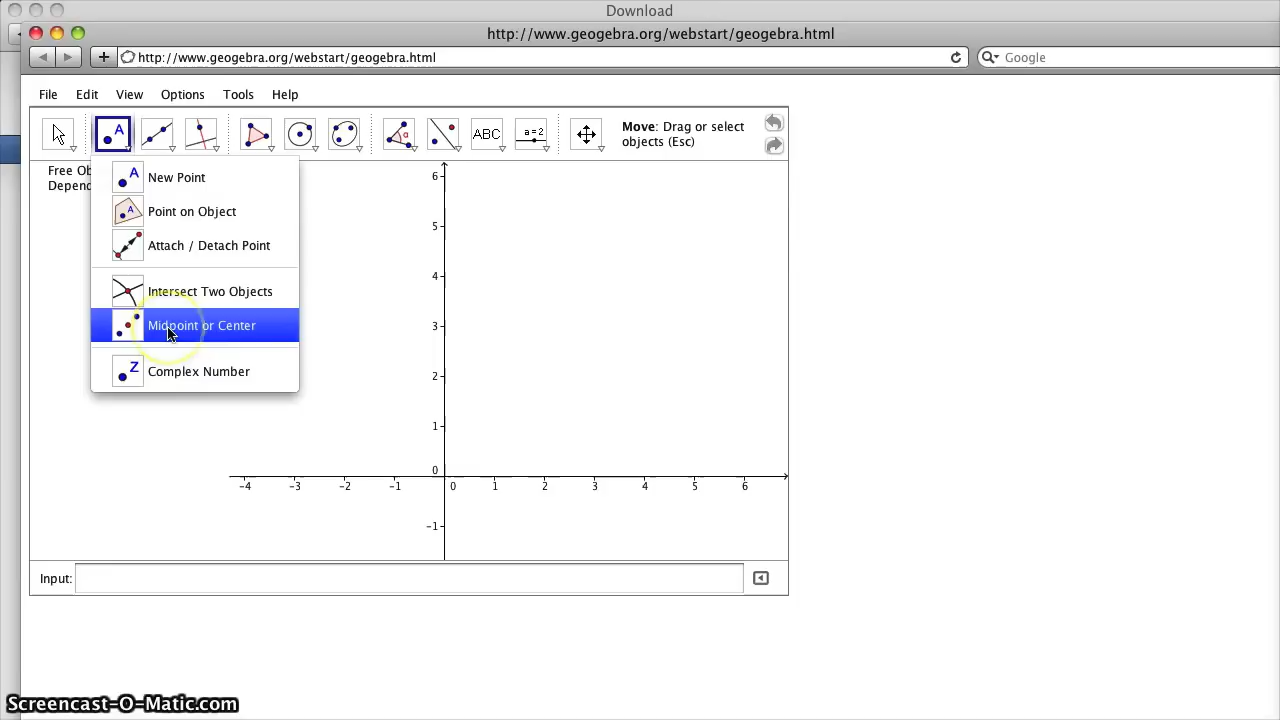 Download
http://www.geogebra.org/webstart/geogebra.html
http://www.geogebra.org/webstart/geogebra.html
Google
File Edit View Options Tools Help
A
α
ABC
a=2
Move: Drag or select
objects (Esc)
Free Ob
Depend
A New Point
A Point on Object
Attach / Detach Point
Intersect Two Objects
Midpoint or Center
Z Complex Number
6
5
4
3
2
1
0
-4 -3 -2 -1 0 1 2 3 4 5 6
-1
Input:
Screencast-O-Matic.com